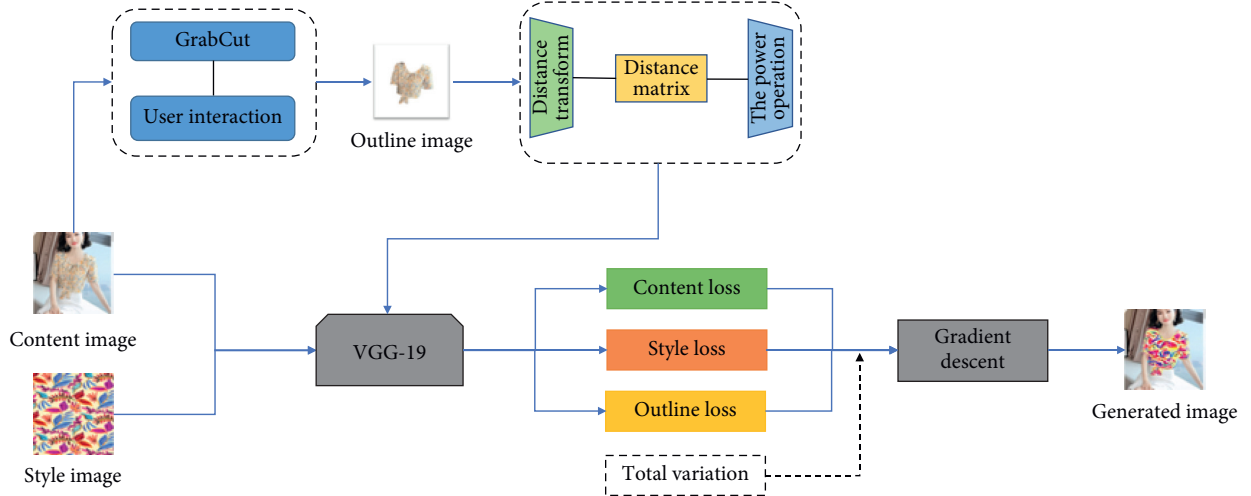 GrabCut
User interaction
Outline image
Distance
transform
Distance
matrix
The power
operation
Content image
Style image
VGG-19
Content loss
Style loss
Outline loss
Total variation
Gradient
descent
Generated image